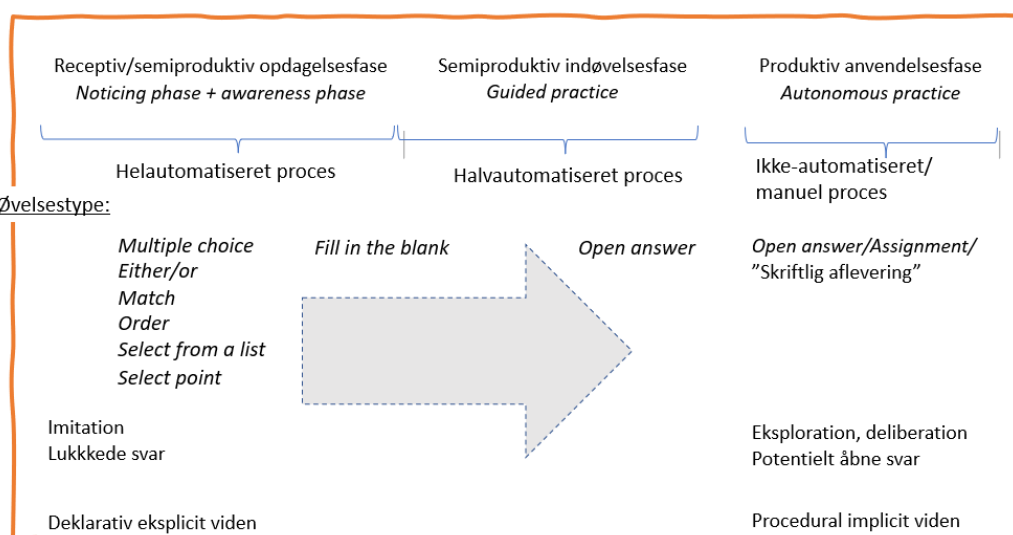 Receptiv/semiproduktiv opdagelsesfase
Noticing phase + awareness phase
Semiproduktiv indøvelsesfase
Guided practice
Produktiv anvendelsesfase
Autonomous practice
Helautomatiseret proces
Halvautomatiseret proces
Ikke-automatiseret/
manuel proces
Øvelsestype:
Multiple choice
Either/or
Match
Order
Select from a list
Select point
Fill in the blank
Open answer
Open answer/Assignment/
”Skriftlig aflevering”
Imitation
Lukkkede svar
Eksploration, deliberation
Potentielt åbne svar
Deklarativ eksplicit viden
Procedural implicit viden